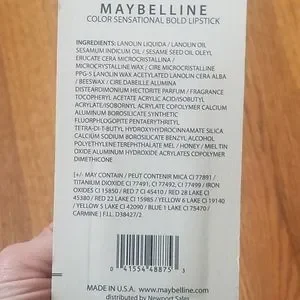 MAYBELLINE
COLOR SENSATIONAL BOLD LIPSTICK
INGREDIENTS: LANOLIN LIQUIDA / LANOLIN OIL
SESAMUM INDICUM OIL / SESAME SEED OIL OLEYL
ERUCATE CERA MICROCRISTALLINA /
MICROCRYSTALLINE WAX / CIRE MICROCRISTALLINE
PPG-5 LANOLIN WAX ACETYLATED LANOLIN CERA ALBA
/ BEESWAX / CIRE DABEILLE ALUMINA
DISTEARDIMONIUM HECTORITE PARFUM / FRAGRANCE
TOCOPHERYL ACETATE ACRYLIC ACID/ISOBUTYL
ACRYLATE/ISOBORNYL ACRYLATE COPOLYMER CALCIUM
ALUMINUM BOROSILICATE SYNTHETIC
FLUORPHLOGOPITE PENTAERYTHRITYL
TETRA-DI-T-BUTYL HYDROXYHYDROCINNAMATE SILICA
CALCIUM SODIUM BOROSILICATE BENZYL ALCOHOL
POLYETHYLENE TEREPHTHALATE MEL / HONEY / MIEL TIN
OXIDE ALUMINUM HYDROXIDE ACRYLATES COPOLYMER
DIMETHICONE
[+/- MAY CONTAIN / PEUT CONTENIR MICA CI 77891 /
TITANIUM DIOXIDE CI 77491, CI 77492, CI 77499 / IRON
OXIDES CI 15850 / RED 7 CI 45410 / RED 28 LAKE CI
45380 / RED 22 LAKE CI 15985 / YELLOW 6 LAKE CI 19140
/ YELLOW 5 LAKE CI 42090 / BLUE 1 LAKE CI 75470 /
CARMINE ] F.I.L. D38427/2
0 41554 48875 3
MADE IN U.S.A. www.maybelline.com
distributed by Newport Sales